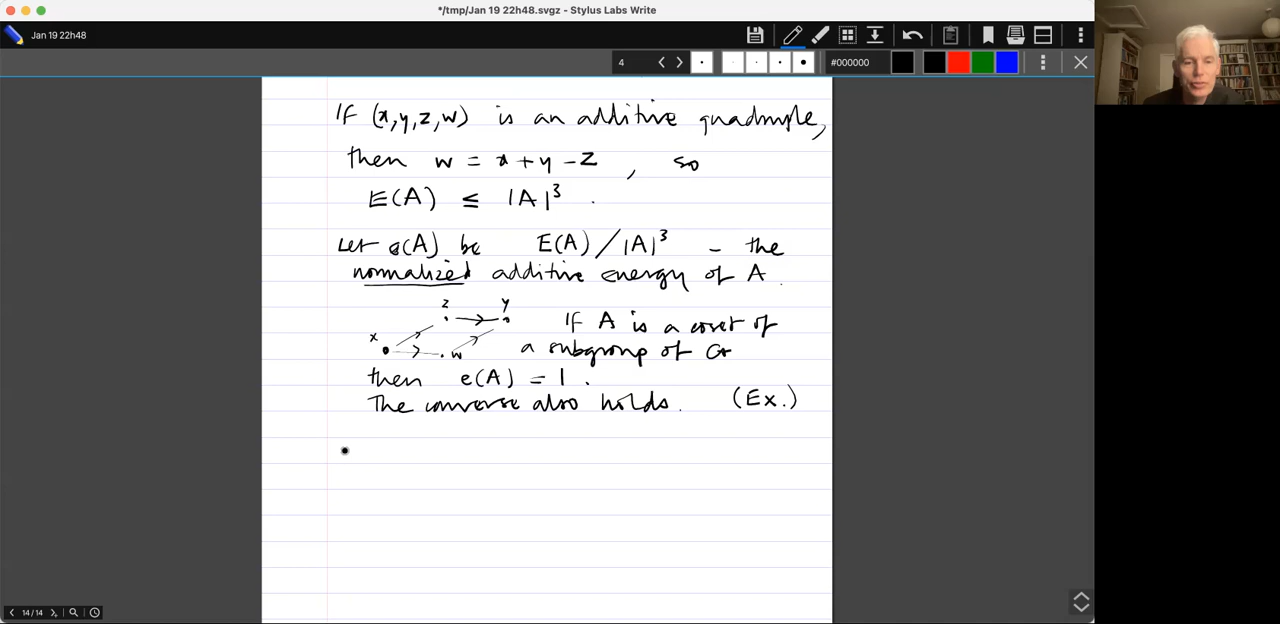 */tmp/Jan 19 22h48.svgz - Stylus Labs Write
Jan 19 22h48
4
#000000
If (x,y,z,w) is an additive quadruple,
then w = x + y - z , so
E(A) ≤ |A|³ .
Let e(A) be E(A) / |A|³ - the
normalized additive energy of A .
z y
x w
If A is a coset of
a subgroup of G
then e(A) = 1 .
The converse also holds. (Ex.)
14/14